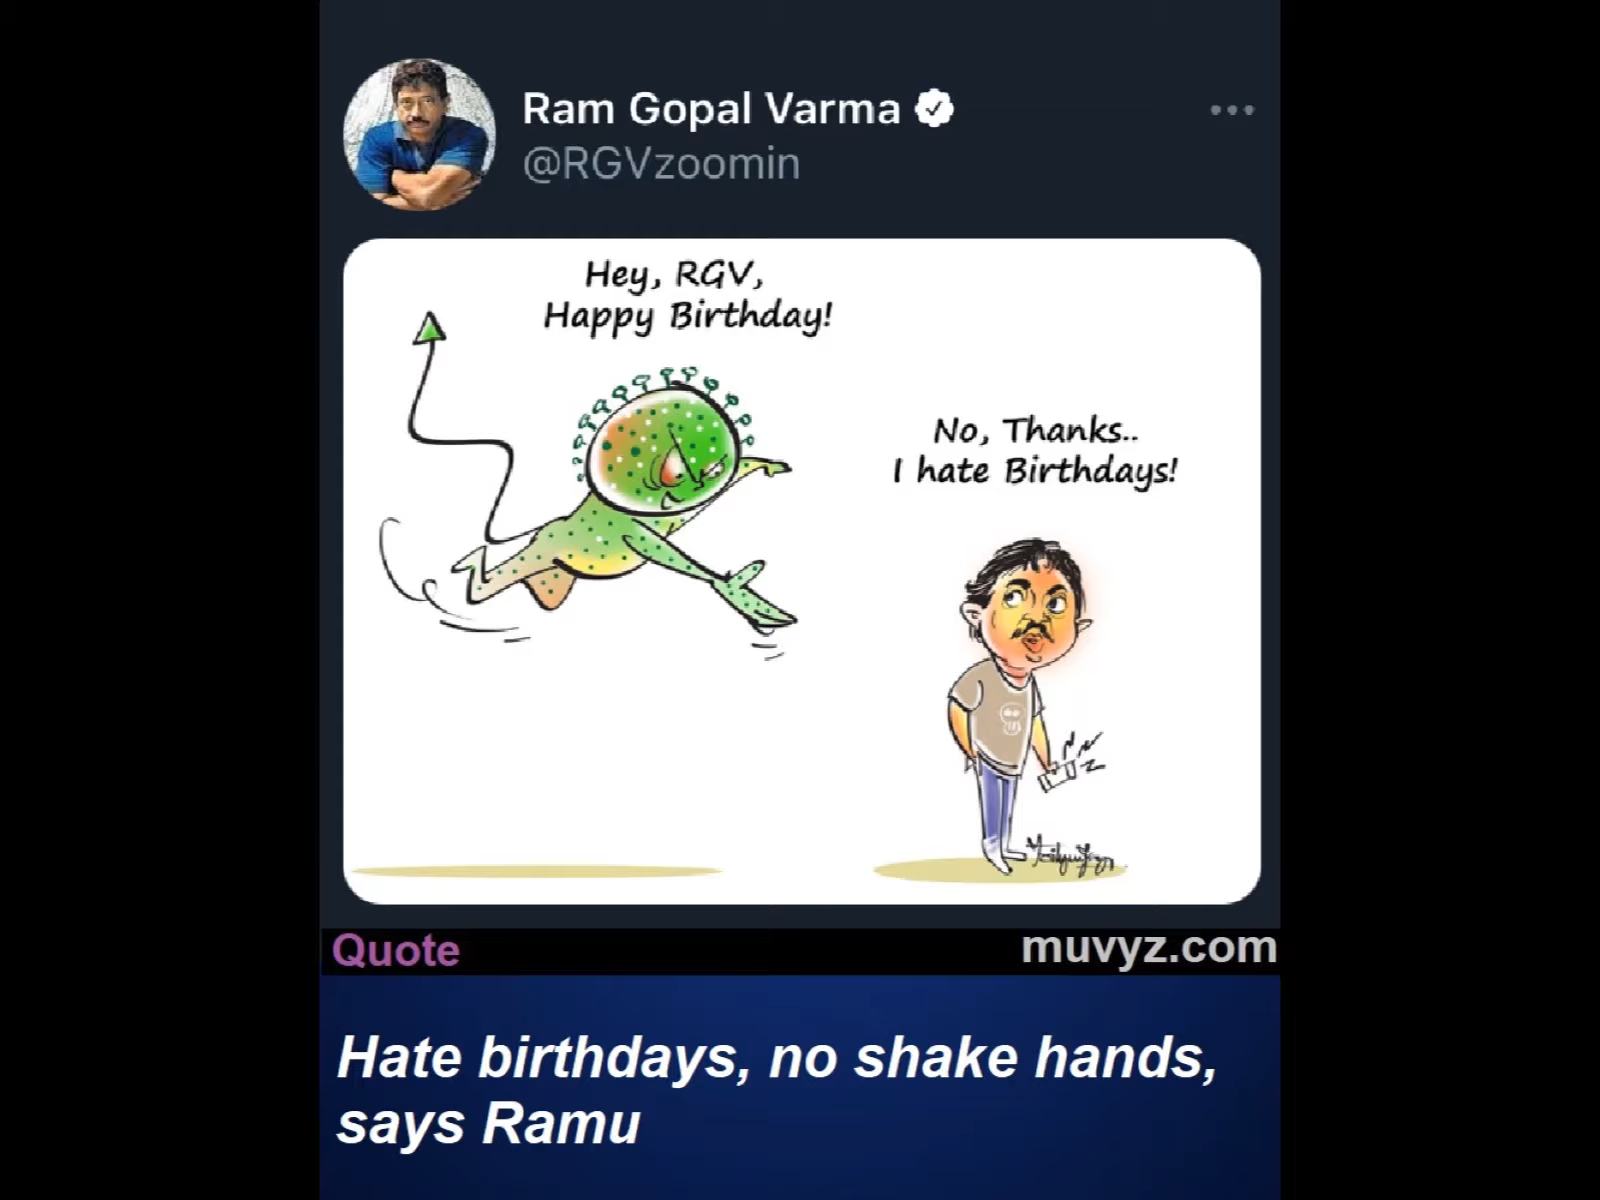 Ram Gopal Varma
@RGVzoomin
Hey, RGV,
Happy Birthday!
No, Thanks..
I hate Birthdays!
Quote
muvyz.com
Hate birthdays, no shake hands,
says Ramu